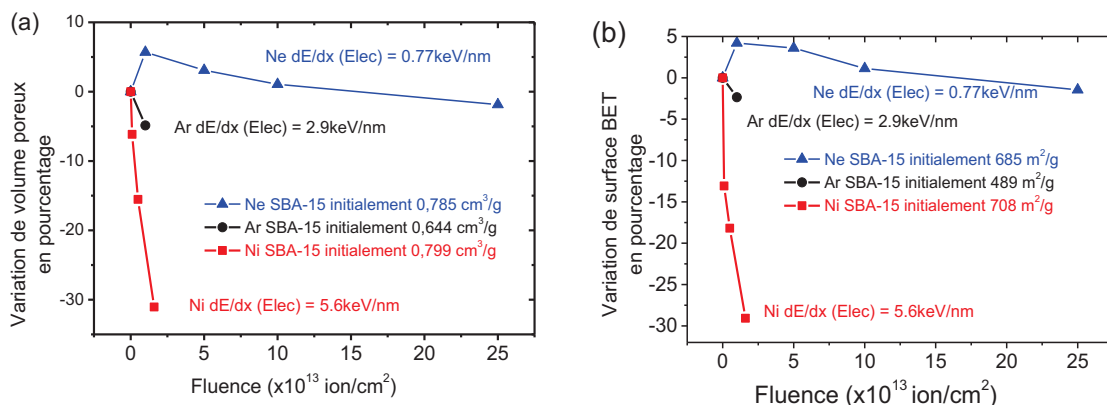 (a)
Variation de volume poreux
en pourcentage
10
0
-10
-20
-30
Ne dE/dx (Elec) = 0.77keV/nm
Ar dE/dx (Elec) = 2.9keV/nm
Ne SBA-15 initialement 0,785 cm³/g
Ar SBA-15 initialement 0,644 cm³/g
Ni SBA-15 initialement 0,799 cm³/g
Ni dE/dx (Elec) = 5.6keV/nm
0 5 10 15 20 25
Fluence (x10¹³ ion/cm²)
(b)
Variation de surface BET
en pourcentage
5
0
-5
-10
-15
-20
-25
-30
Ne dE/dx (Elec) = 0.77keV/nm
Ar dE/dx (Elec) = 2.9keV/nm
Ne SBA-15 initialement 685 m²/g
Ar SBA-15 initialement 489 m²/g
Ni SBA-15 initialement 708 m²/g
Ni dE/dx (Elec) = 5.6keV/nm
0 5 10 15 20 25
Fluence (x10¹³ ion/cm²)